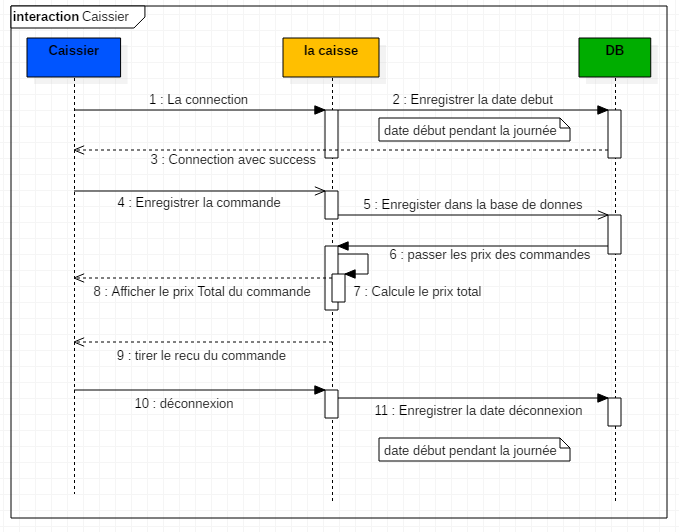 interaction Caissier
Caissier
la caisse
DB
1 : La connection
2 : Enregistrer la date debut
date début pendant la journée
3 : Connection avec success
4 : Enregistrer la commande
5 : Enregister dans la base de donnes
6 : passer les prix des commandes
8 : Afficher le prix Total du commande
7 : Calcule le prix total
9 : tirer le recu du commande
10 : déconnexion
11 : Enregistrer la date déconnexion
date début pendant la journée